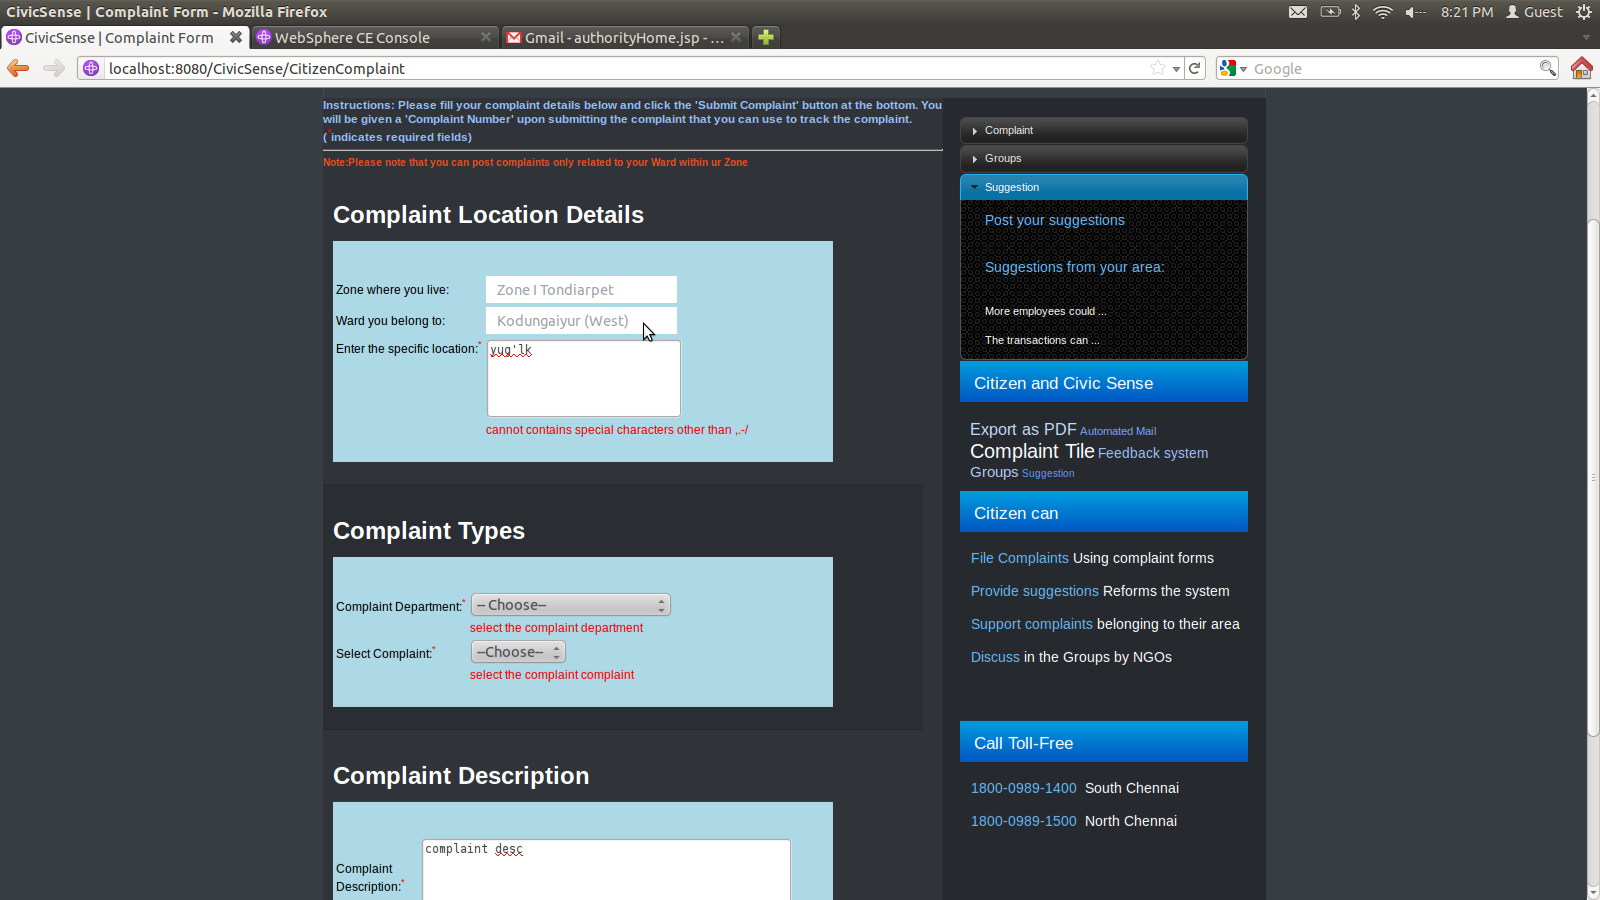 CivicSense | Complaint Form - Mozilla Firefox
8:21 PM
Guest
CivicSense | Complaint Form
WebSphere CE Console
Gmail - authorityHome.jsp - ...
localhost:8080/CivicSense/CitizenComplaint
Google
Instructions: Please fill your complaint details below and click the 'Submit Complaint' button at the bottom. You
will be given a 'Complaint Number' upon submitting the complaint that you can use to track the complaint.
(*indicates required fields)
Note:Please note that you can post complaints only related to your Ward within ur Zone
Complaint Location Details
Zone where you live:
Zone I Tondiarpet
Ward you belong to:
Kodungaiyur (West)
Enter the specific location:*
yug'lk
cannot contains special characters other than ,.-/
Complaint Types
Complaint Department:*
-- Choose--
select the complaint department
Select Complaint:*
--Choose--
select the complaint complaint
Complaint Description
Complaint
Description:*
complaint desc
Complaint
Groups
Suggestion
Post your suggestions
Suggestions from your area:
More employees could ...
The transactions can ...
Citizen and Civic Sense
Export as PDF Automated Mail
Complaint Tile Feedback system
Groups Suggestion
Citizen can
File Complaints Using complaint forms
Provide suggestions Reforms the system
Support complaints belonging to their area
Discuss in the Groups by NGOs
Call Toll-Free
1800-0989-1400 South Chennai
1800-0989-1500 North Chennai